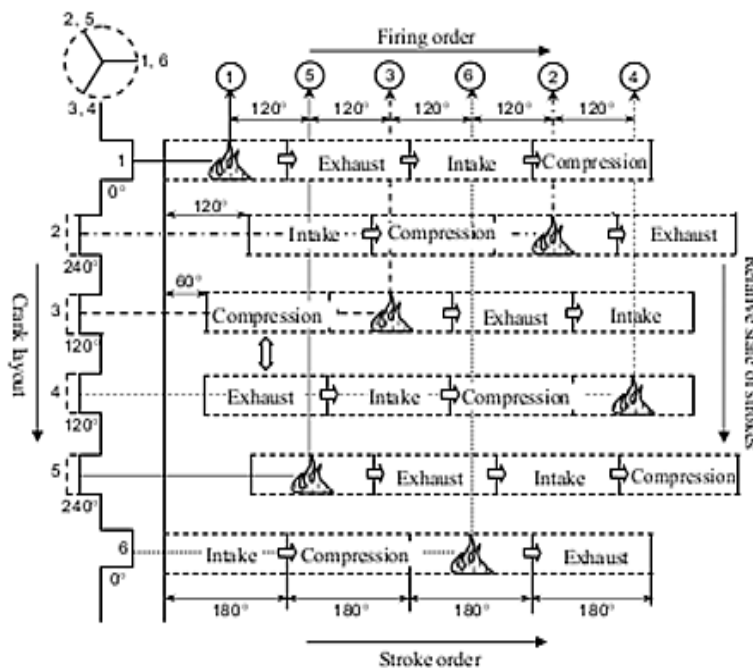 2, 5
1, 6
3, 4
Firing order
1 5 3 6 2 4
120° 120° 120° 120° 120°
1 Exhaust Intake Compression
0°
120°
2 Intake Compression Exhaust
240°
60°
3 Compression Exhaust Intake
120°
4 Exhaust Intake Compression
120°
5 Exhaust Intake Compression
240°
6 Intake Compression Exhaust
0°
180° 180° 180° 180°
Stroke order
Crank layout
Relative start of strokes